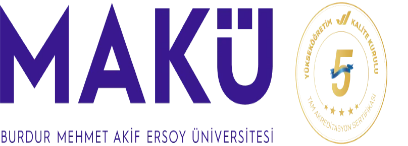 MAKÜ
BURDUR MEHMET AKİF ERSOY ÜNİVERSİTESİ
YÜKSEKÖĞRETİM KALİTE KURULU
5